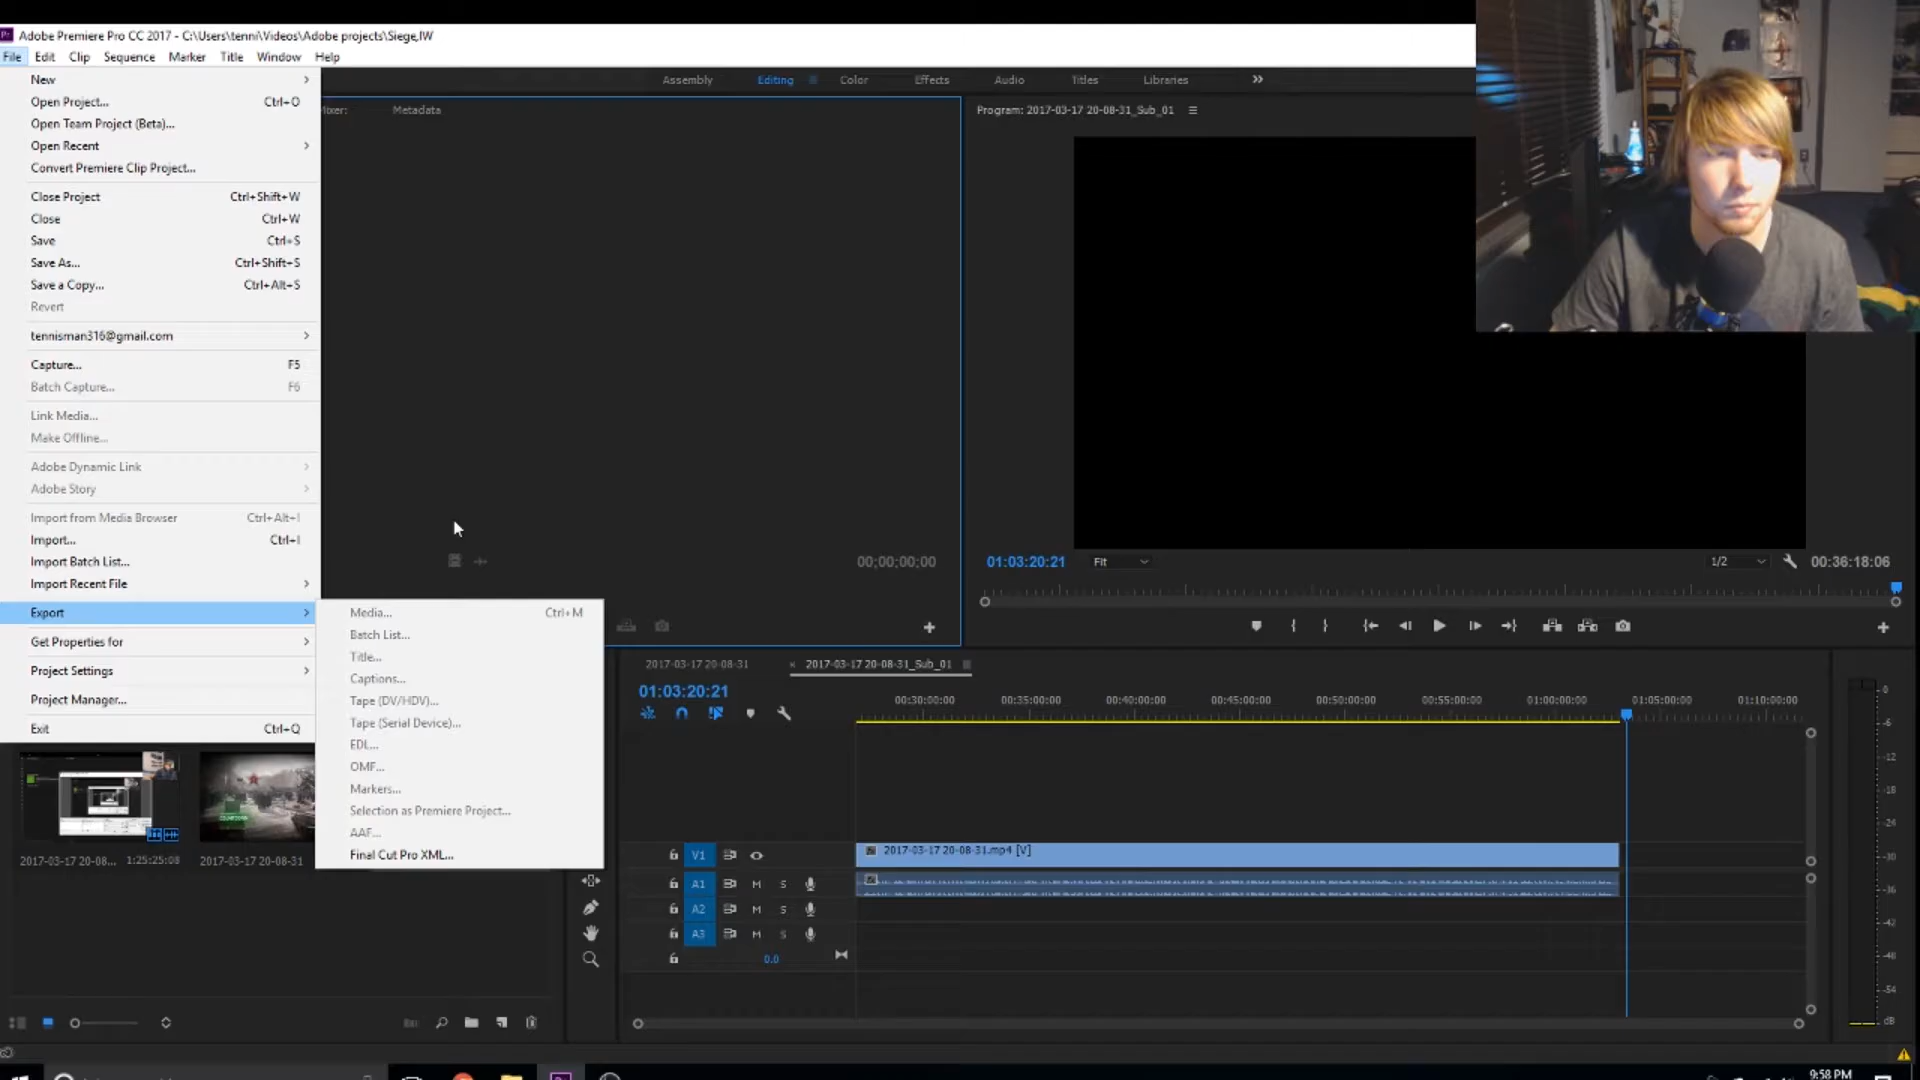 Adobe Premiere Pro CC 2017 - C:\Users\tenni\Videos\Adobe projects\Siege,IW
File Edit Clip Sequence Marker Title Window Help
Assembly Editing Color Effects Audio Titles Libraries
New
Open Project... Ctrl+O
Open Team Project (Beta)...
Open Recent
Convert Premiere Clip Project...
Close Project Ctrl+Shift+W
Close Ctrl+W
Save Ctrl+S
Save As... Ctrl+Shift+S
Save a Copy... Ctrl+Alt+S
Revert
tennisman316@gmail.com
Capture... F5
Batch Capture... F6
Link Media...
Make Offline...
Adobe Dynamic Link
Adobe Story
Import from Media Browser Ctrl+Alt+I
Import... Ctrl+I
Import Batch List...
Import Recent File
Export
Get Properties for
Project Settings
Project Manager...
Exit Ctrl+Q
Media... Ctrl+M
Batch List...
Title...
Captions...
Tape (DV/HDV)...
Tape (Serial Device)...
EDL...
OMF...
Markers...
Selection as Premiere Project...
AAF...
Final Cut Pro XML...
Mixer: Metadata
00;00;00;00
Program: 2017-03-17 20-08-31_Sub_01
01:03:20:21 Fit 1/2 00:36:18:06
2017-03-17 20-08... 1:25:25:08 2017-03-17 20-08-31
2017-03-17 20-08-31 × 2017-03-17 20-08-31_Sub_01
01:03:20:21
00:30:00:00 00:35:00:00 00:40:00:00 00:45:00:00 00:50:00:00 00:55:00:00 01:00:00:00 01:05:00:00 01:10:00:00
V1 2017-03-17 20-08-31.mp4 [V]
A1 M S
A2 M S
A3 M S
0.0
0
-6
-12
-18
-24
-30
-36
-42
-48
-54
dB
9:58 PM